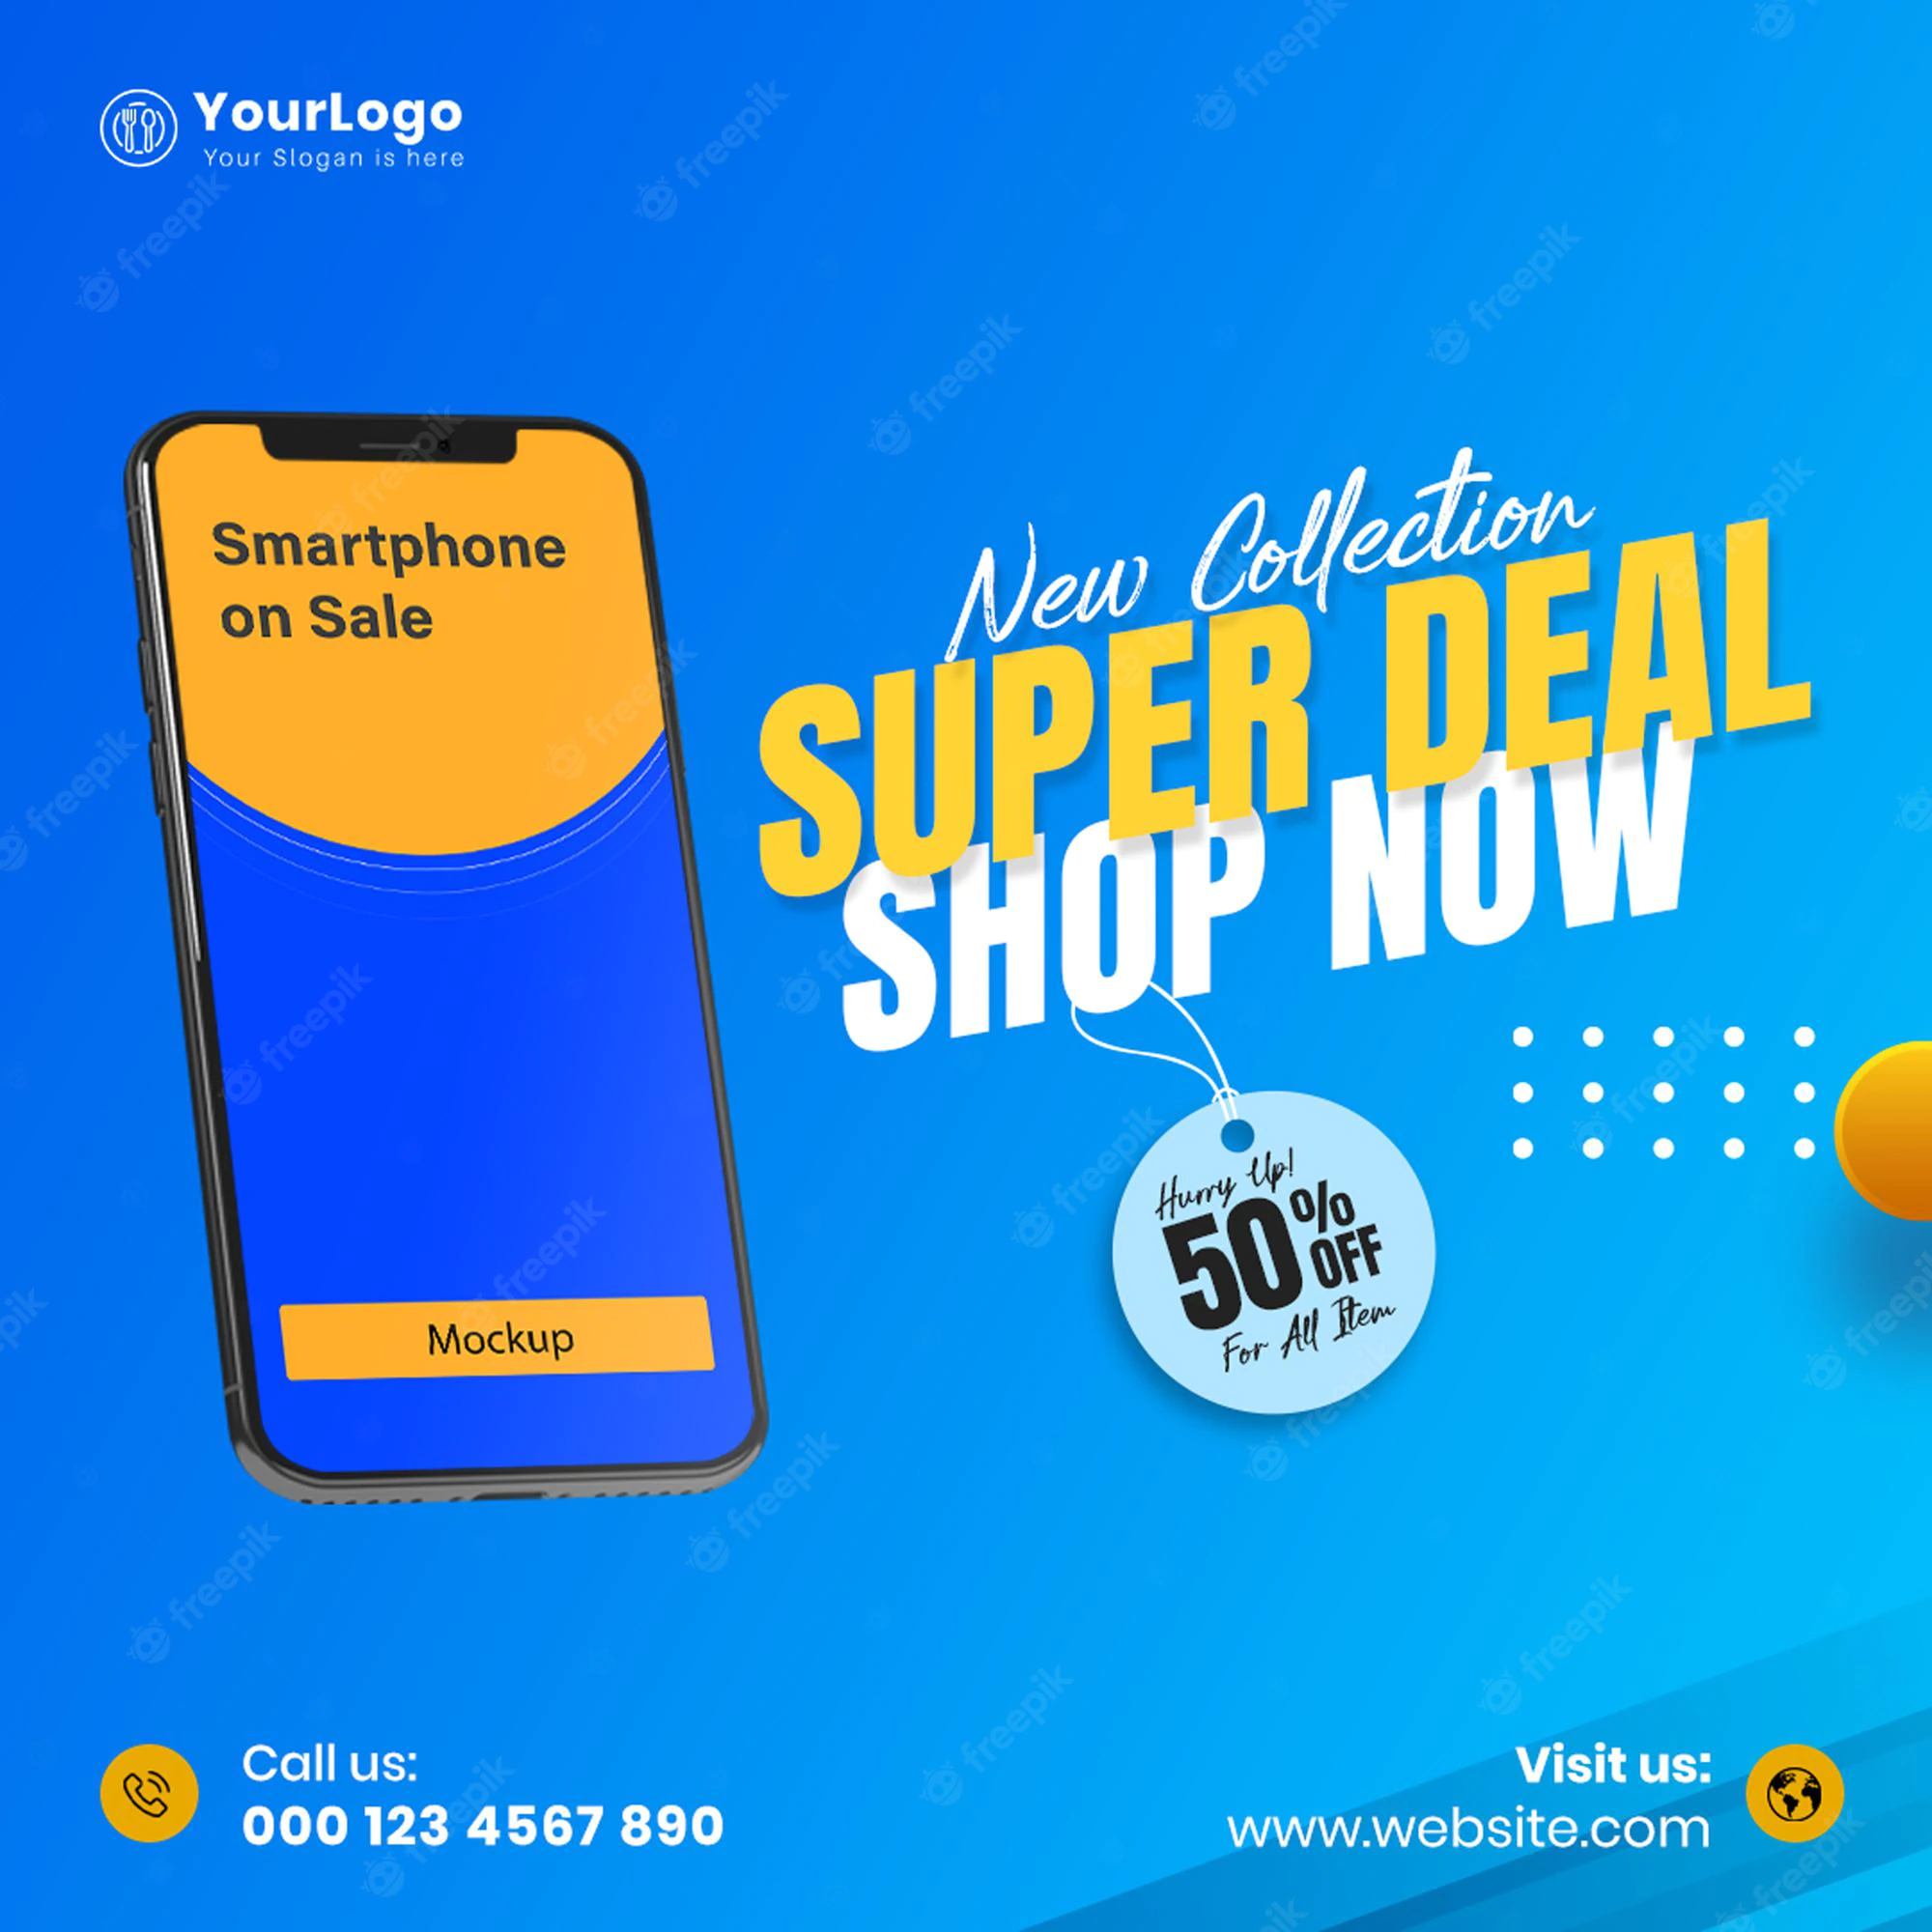 YourLogo
Your Slogan is here
Smartphone
on Sale
Mockup
New Collection
SUPER DEAL
SHOP NOW
Hurry Up!
50% OFF
For All Item
Call us:
000 123 4567 890
Visit us:
www.website.com
freepik